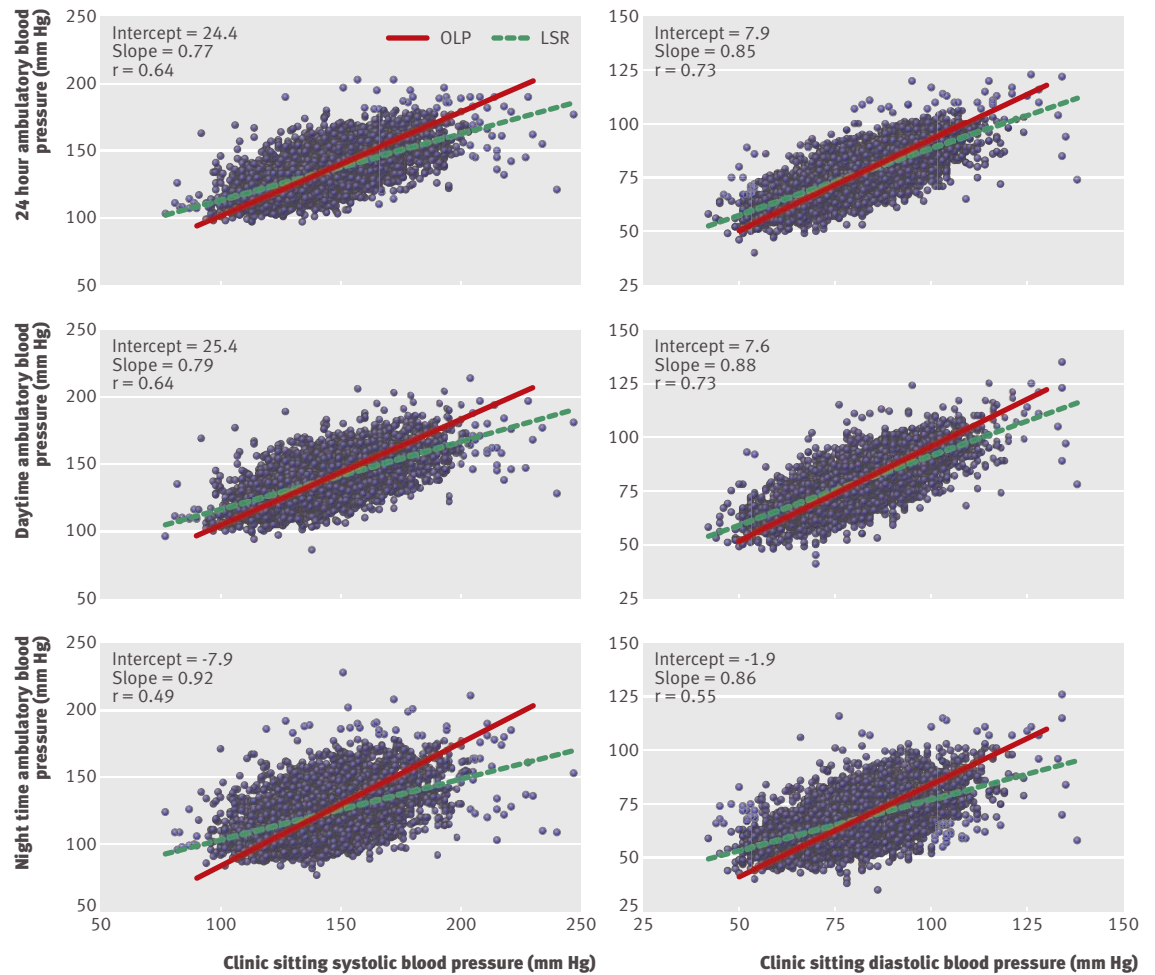 24 hour ambulatory blood
pressure (mm Hg)
250
200
150
100
50
Intercept = 24.4
Slope = 0.77
r = 0.64
OLP
LSR
150
125
100
75
50
25
Intercept = 7.9
Slope = 0.85
r = 0.73
Daytime ambulatory blood
pressure (mm Hg)
250
200
150
100
50
Intercept = 25.4
Slope = 0.79
r = 0.64
150
125
100
75
50
25
Intercept = 7.6
Slope = 0.88
r = 0.73
Night time ambulatory blood
pressure (mm Hg)
250
200
150
100
50
Intercept = -7.9
Slope = 0.92
r = 0.49
50 100 150 200 250
Clinic sitting systolic blood pressure (mm Hg)
150
125
100
75
50
25
Intercept = -1.9
Slope = 0.86
r = 0.55
25 50 75 100 125 150
Clinic sitting diastolic blood pressure (mm Hg)